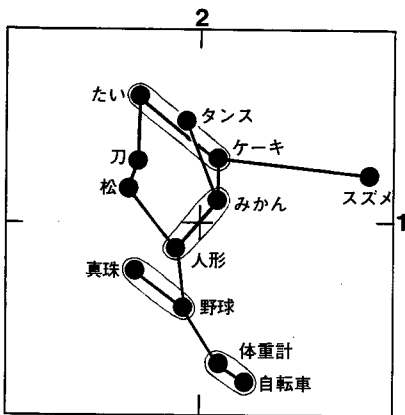 2
たい
タンス
ケーキ
刀
松
スズメ
みかん
1
人形
真珠
野球
体重計
自転車